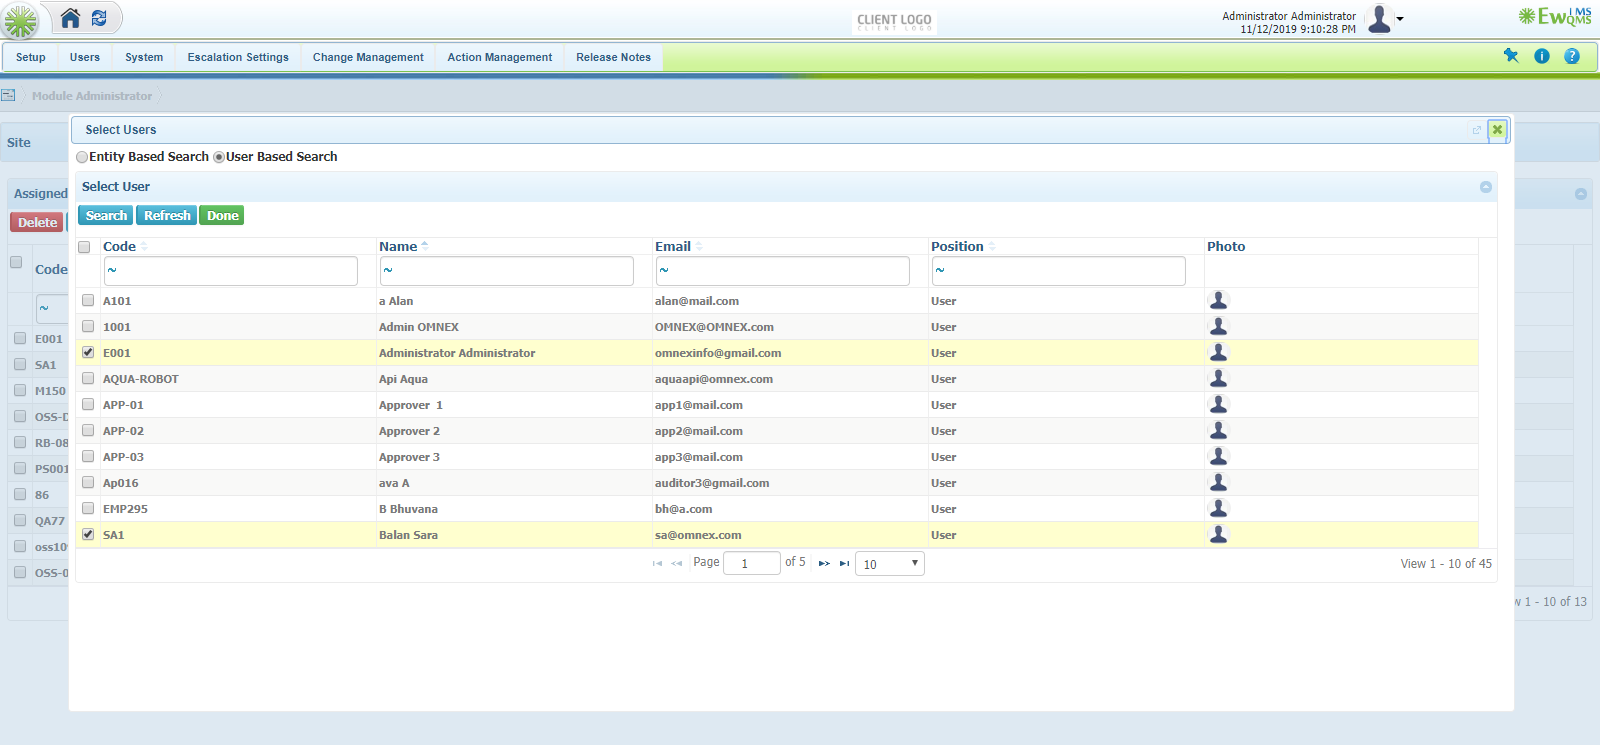 CLIENT LOGO
CLIENT LOGO
Administrator Administrator
11/12/2019 9:10:28 PM
EwQMS
IMS
Setup Users System Escalation Settings Change Management Action Management Release Notes
Module Administrator
Site
Select Users
Entity Based Search User Based Search
Assigned
Delete
Select User
Search Refresh Done
Code Name Email Position Photo
~ ~ ~ ~
A101 a Alan alan@mail.com User
1001 Admin OMNEX OMNEX@OMNEX.com User
E001 Administrator Administrator omnexinfo@gmail.com User
AQUA-ROBOT Api Aqua aquaapi@omnex.com User
APP-01 Approver 1 app1@mail.com User
APP-02 Approver 2 app2@mail.com User
APP-03 Approver 3 app3@mail.com User
Ap016 ava A auditor3@gmail.com User
EMP295 B Bhuvana bh@a.com User
SA1 Balan Sara sa@omnex.com User
Page 1 of 5 10 View 1 - 10 of 45
Code
~
E001
SA1
M150
OSS-D
RB-08
PS001
86
QA77
oss10
OSS-0
1 - 10 of 13